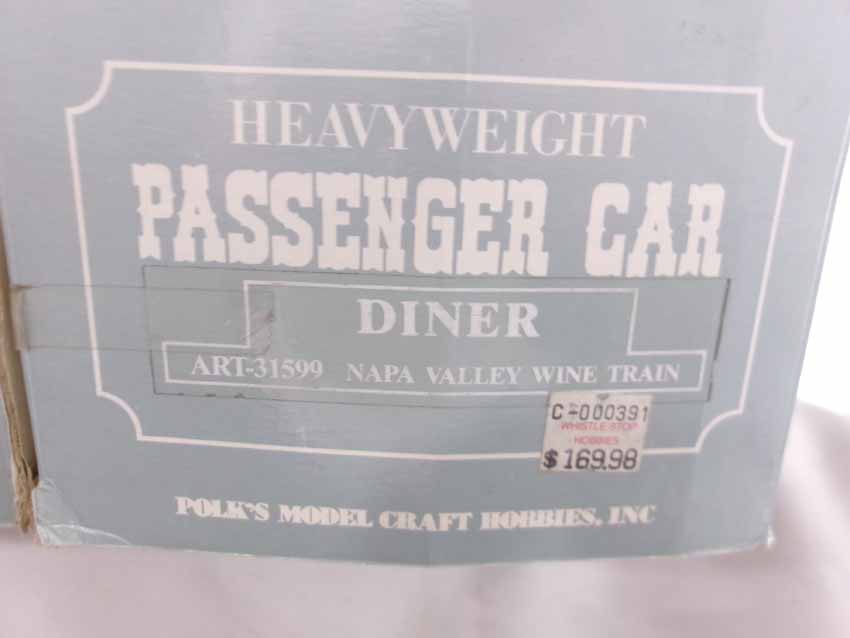 HEAVYWEIGHT
PASSENGER CAR
DINER
ART-31599 NAPA VALLEY WINE TRAIN
C-000391
WHISTLE STOP
HOBBIES
$169.98
POLK'S MODEL CRAFT HOBBIES, INC